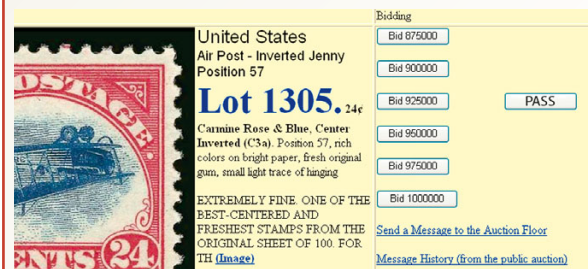 Bidding
United States
Air Post - Inverted Jenny
Position 57
Lot 1305. 24¢
Carmine Rose & Blue, Center
Inverted (C3a). Position 57, rich
colors on bright paper, fresh original
gum, small light trace of hinging
EXTREMELY FINE. ONE OF THE
BEST-CENTERED AND
FRESHEST STAMPS FROM THE
ORIGINAL SHEET OF 100. FOR
TH (Image)
Bid 875000
Bid 900000
Bid 925000
PASS
Bid 950000
Bid 975000
Bid 1000000
Send a Message to the Auction Floor
Message History (from the public auction)
OSTAGE
ENTS 24